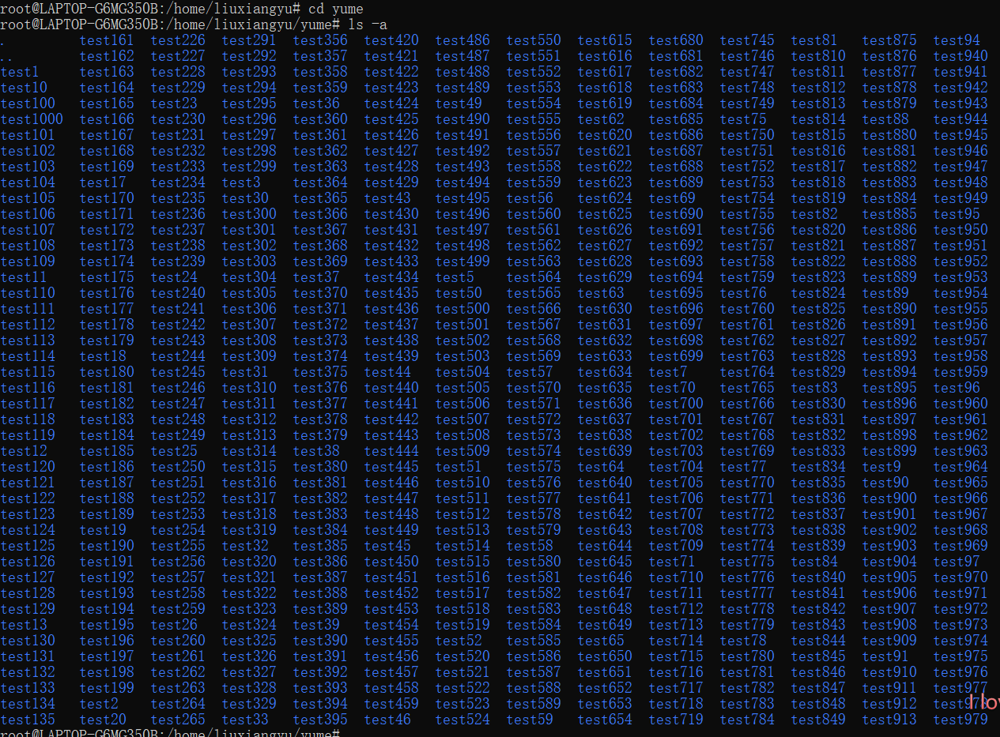 root@LAPTOP-G6MG350B:/home/liuxiangyu# cd yume
root@LAPTOP-G6MG350B:/home/liuxiangyu/yume# ls -a
. test161 test226 test291 test356 test420 test486 test550 test615 test680 test745 test81 test875 test94
.. test162 test227 test292 test357 test421 test487 test551 test616 test681 test746 test810 test876 test940
test1 test163 test228 test293 test358 test422 test488 test552 test617 test682 test747 test811 test877 test941
test10 test164 test229 test294 test359 test423 test489 test553 test618 test683 test748 test812 test878 test942
test100 test165 test23 test295 test36 test424 test49 test554 test619 test684 test749 test813 test879 test943
test1000 test166 test230 test296 test360 test425 test490 test555 test62 test685 test75 test814 test88 test944
test101 test167 test231 test297 test361 test426 test491 test556 test620 test686 test750 test815 test880 test945
test102 test168 test232 test298 test362 test427 test492 test557 test621 test687 test751 test816 test881 test946
test103 test169 test233 test299 test363 test428 test493 test558 test622 test688 test752 test817 test882 test947
test104 test17 test234 test3 test364 test429 test494 test559 test623 test689 test753 test818 test883 test948
test105 test170 test235 test30 test365 test43 test495 test56 test624 test69 test754 test819 test884 test949
test106 test171 test236 test300 test366 test430 test496 test560 test625 test690 test755 test82 test885 test95
test107 test172 test237 test301 test367 test431 test497 test561 test626 test691 test756 test820 test886 test950
test108 test173 test238 test302 test368 test432 test498 test562 test627 test692 test757 test821 test887 test951
test109 test174 test239 test303 test369 test433 test499 test563 test628 test693 test758 test822 test888 test952
test11 test175 test24 test304 test37 test434 test5 test564 test629 test694 test759 test823 test889 test953
test110 test176 test240 test305 test370 test435 test50 test565 test63 test695 test76 test824 test89 test954
test111 test177 test241 test306 test371 test436 test500 test566 test630 test696 test760 test825 test890 test955
test112 test178 test242 test307 test372 test437 test501 test567 test631 test697 test761 test826 test891 test956
test113 test179 test243 test308 test373 test438 test502 test568 test632 test698 test762 test827 test892 test957
test114 test18 test244 test309 test374 test439 test503 test569 test633 test699 test763 test828 test893 test958
test115 test180 test245 test31 test375 test44 test504 test57 test634 test7 test764 test829 test894 test959
test116 test181 test246 test310 test376 test440 test505 test570 test635 test70 test765 test83 test895 test96
test117 test182 test247 test311 test377 test441 test506 test571 test636 test700 test766 test830 test896 test960
test118 test183 test248 test312 test378 test442 test507 test572 test637 test701 test767 test831 test897 test961
test119 test184 test249 test313 test379 test443 test508 test573 test638 test702 test768 test832 test898 test962
test12 test185 test25 test314 test38 test444 test509 test574 test639 test703 test769 test833 test899 test963
test120 test186 test250 test315 test380 test445 test51 test575 test64 test704 test77 test834 test9 test964
test121 test187 test251 test316 test381 test446 test510 test576 test640 test705 test770 test835 test90 test965
test122 test188 test252 test317 test382 test447 test511 test577 test641 test706 test771 test836 test900 test966
test123 test189 test253 test318 test383 test448 test512 test578 test642 test707 test772 test837 test901 test967
test124 test19 test254 test319 test384 test449 test513 test579 test643 test708 test773 test838 test902 test968
test125 test190 test255 test32 test385 test45 test514 test58 test644 test709 test774 test839 test903 test969
test126 test191 test256 test320 test386 test450 test515 test580 test645 test71 test775 test84 test904 test97
test127 test192 test257 test321 test387 test451 test516 test581 test646 test710 test776 test840 test905 test970
test128 test193 test258 test322 test388 test452 test517 test582 test647 test711 test777 test841 test906 test971
test129 test194 test259 test323 test389 test453 test518 test583 test648 test712 test778 test842 test907 test972
test13 test195 test26 test324 test39 test454 test519 test584 test649 test713 test779 test843 test908 test973
test130 test196 test260 test325 test390 test455 test52 test585 test65 test714 test78 test844 test909 test974
test131 test197 test261 test326 test391 test456 test520 test586 test650 test715 test780 test845 test91 test975
test132 test198 test262 test327 test392 test457 test521 test587 test651 test716 test781 test846 test910 test976
test133 test199 test263 test328 test393 test458 test522 test588 test652 test717 test782 test847 test911 test977
test134 test2 test264 test329 test394 test459 test523 test589 test653 test718 test783 test848 test912 test978
test135 test20 test265 test33 test395 test46 test524 test59 test654 test719 test784 test849 test913 test979
root@LAPTOP-G6MG350B:/home/liuxiangyu/yume#